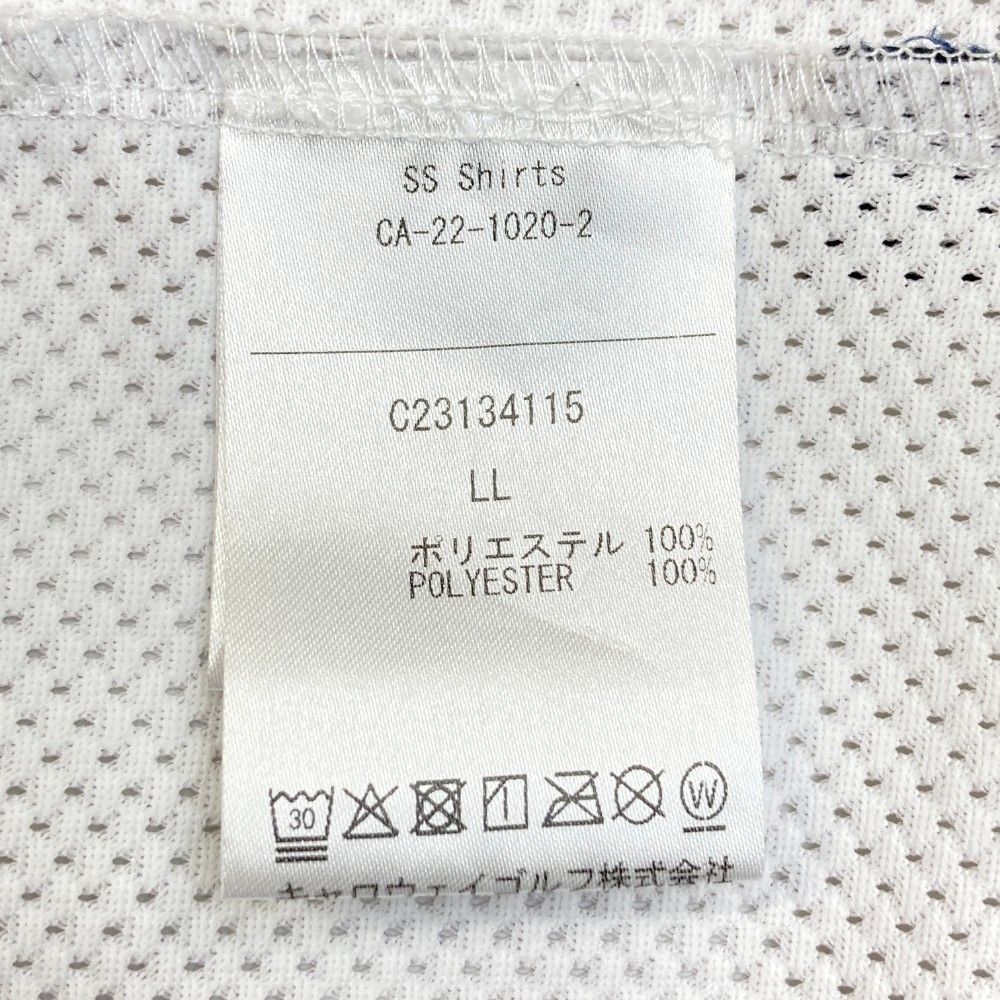 SS Shirts
CA-22-1020-2
C23134115
LL
ポリエステル 100%
POLYESTER 100%
30
W
キャロウェイゴルフ株式会社